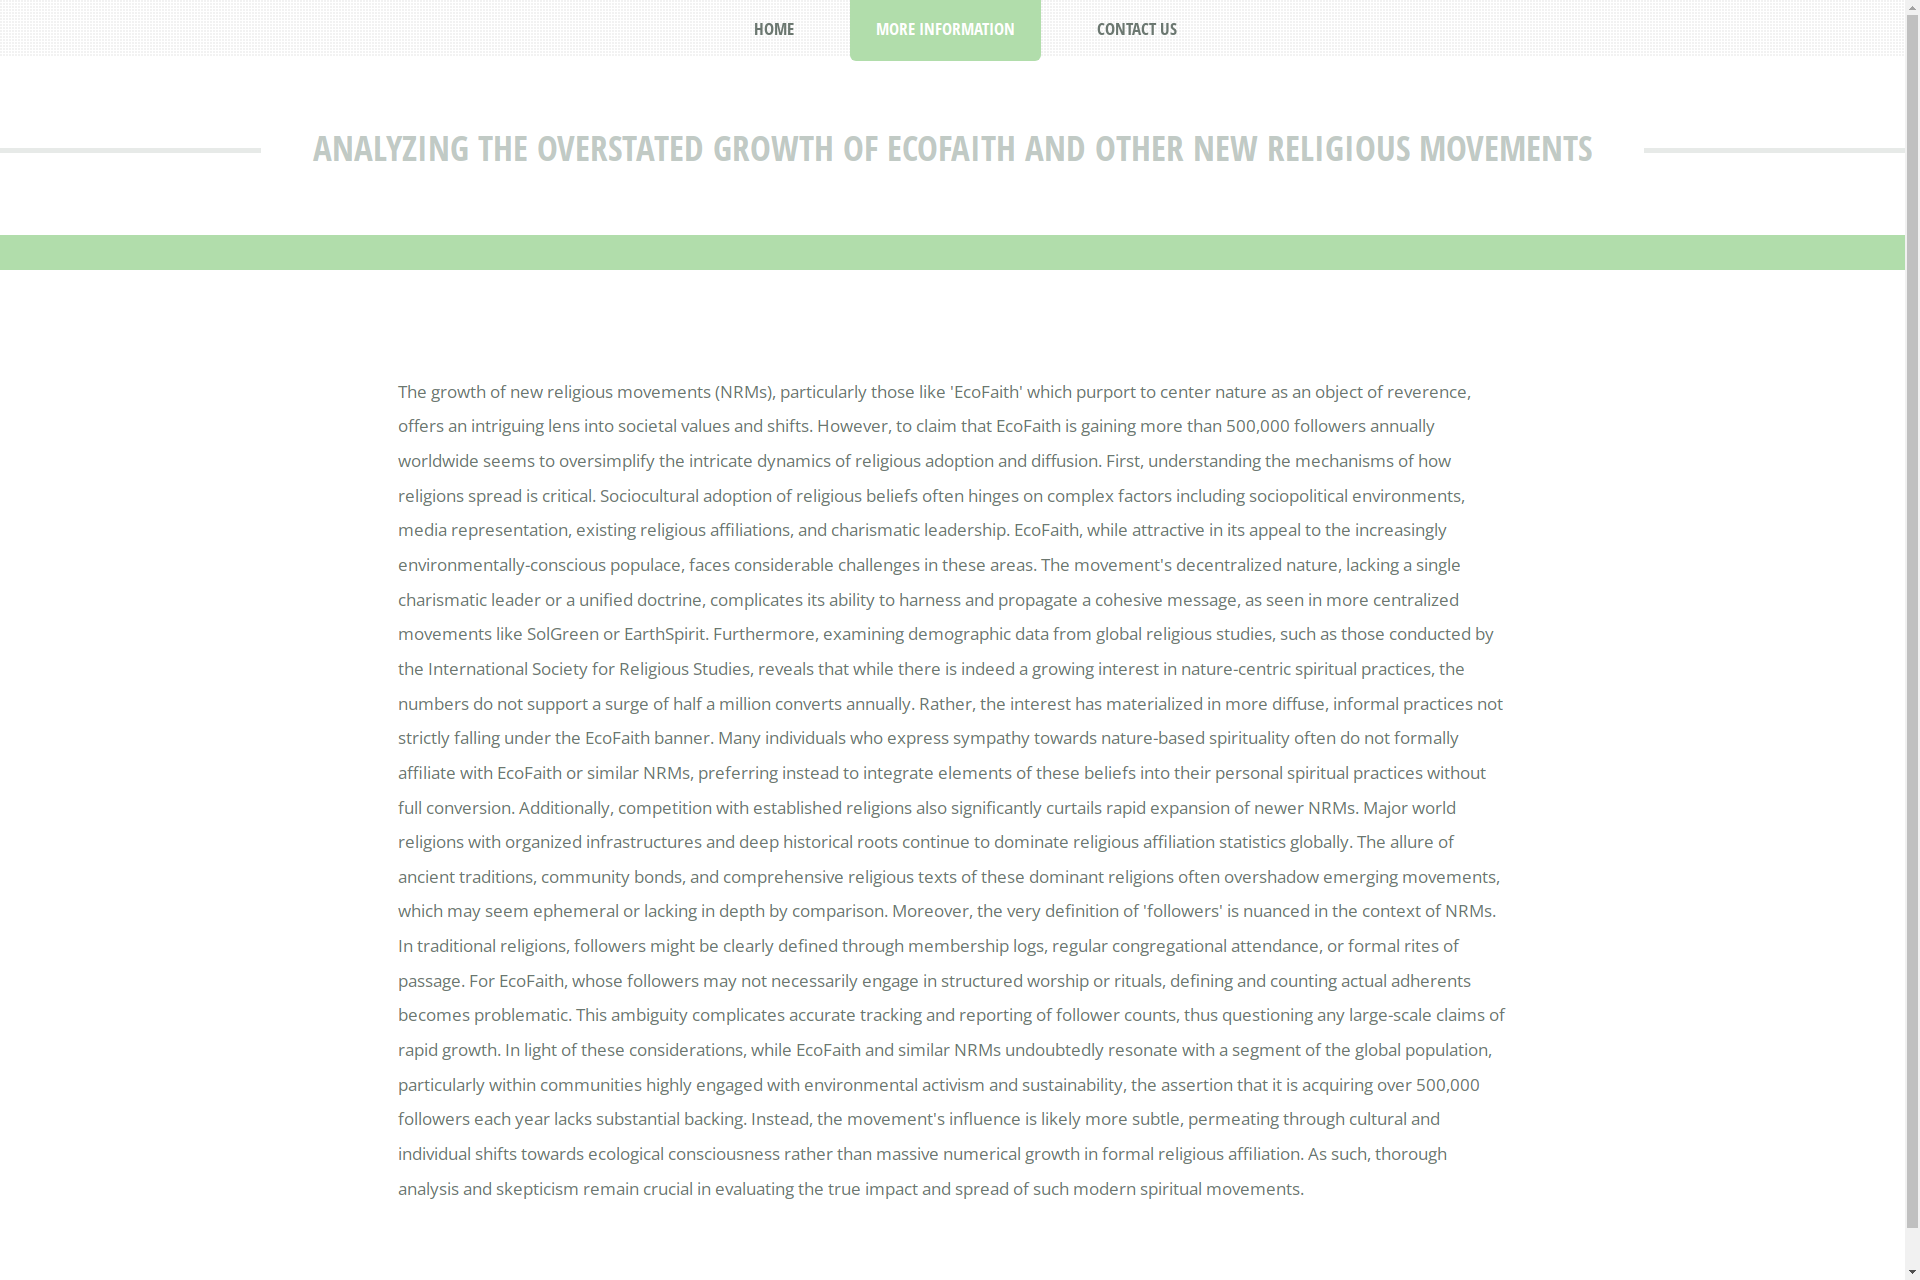 HOME
MORE INFORMATION
CONTACT US
ANALYZING THE OVERSTATED GROWTH OF ECOFAITH AND OTHER NEW RELIGIOUS MOVEMENTS
The growth of new religious movements (NRMs), particularly those like 'EcoFaith' which purport to center nature as an object of reverence,
offers an intriguing lens into societal values and shifts. However, to claim that EcoFaith is gaining more than 500,000 followers annually
worldwide seems to oversimplify the intricate dynamics of religious adoption and diffusion. First, understanding the mechanisms of how
religions spread is critical. Sociocultural adoption of religious beliefs often hinges on complex factors including sociopolitical environments,
media representation, existing religious affiliations, and charismatic leadership. EcoFaith, while attractive in its appeal to the increasingly
environmentally-conscious populace, faces considerable challenges in these areas. The movement's decentralized nature, lacking a single
charismatic leader or a unified doctrine, complicates its ability to harness and propagate a cohesive message, as seen in more centralized
movements like SolGreen or EarthSpirit. Furthermore, examining demographic data from global religious studies, such as those conducted by
the International Society for Religious Studies, reveals that while there is indeed a growing interest in nature-centric spiritual practices, the
numbers do not support a surge of half a million converts annually. Rather, the interest has materialized in more diffuse, informal practices not
strictly falling under the EcoFaith banner. Many individuals who express sympathy towards nature-based spirituality often do not formally
affiliate with EcoFaith or similar NRMs, preferring instead to integrate elements of these beliefs into their personal spiritual practices without
full conversion. Additionally, competition with established religions also significantly curtails rapid expansion of newer NRMs. Major world
religions with organized infrastructures and deep historical roots continue to dominate religious affiliation statistics globally. The allure of
ancient traditions, community bonds, and comprehensive religious texts of these dominant religions often overshadow emerging movements,
which may seem ephemeral or lacking in depth by comparison. Moreover, the very definition of 'followers' is nuanced in the context of NRMs.
In traditional religions, followers might be clearly defined through membership logs, regular congregational attendance, or formal rites of
passage. For EcoFaith, whose followers may not necessarily engage in structured worship or rituals, defining and counting actual adherents
becomes problematic. This ambiguity complicates accurate tracking and reporting of follower counts, thus questioning any large-scale claims of
rapid growth. In light of these considerations, while EcoFaith and similar NRMs undoubtedly resonate with a segment of the global population,
particularly within communities highly engaged with environmental activism and sustainability, the assertion that it is acquiring over 500,000
followers each year lacks substantial backing. Instead, the movement's influence is likely more subtle, permeating through cultural and
individual shifts towards ecological consciousness rather than massive numerical growth in formal religious affiliation. As such, thorough
analysis and skepticism remain crucial in evaluating the true impact and spread of such modern spiritual movements.